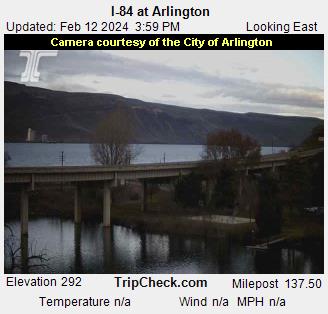 I-84 at Arlington
Updated: Feb 12 2024 3:59 PM Looking East
Camera courtesy of the City of Arlington
Elevation 292 TripCheck.com Milepost 137.50
Temperature n/a Wind n/a MPH n/a